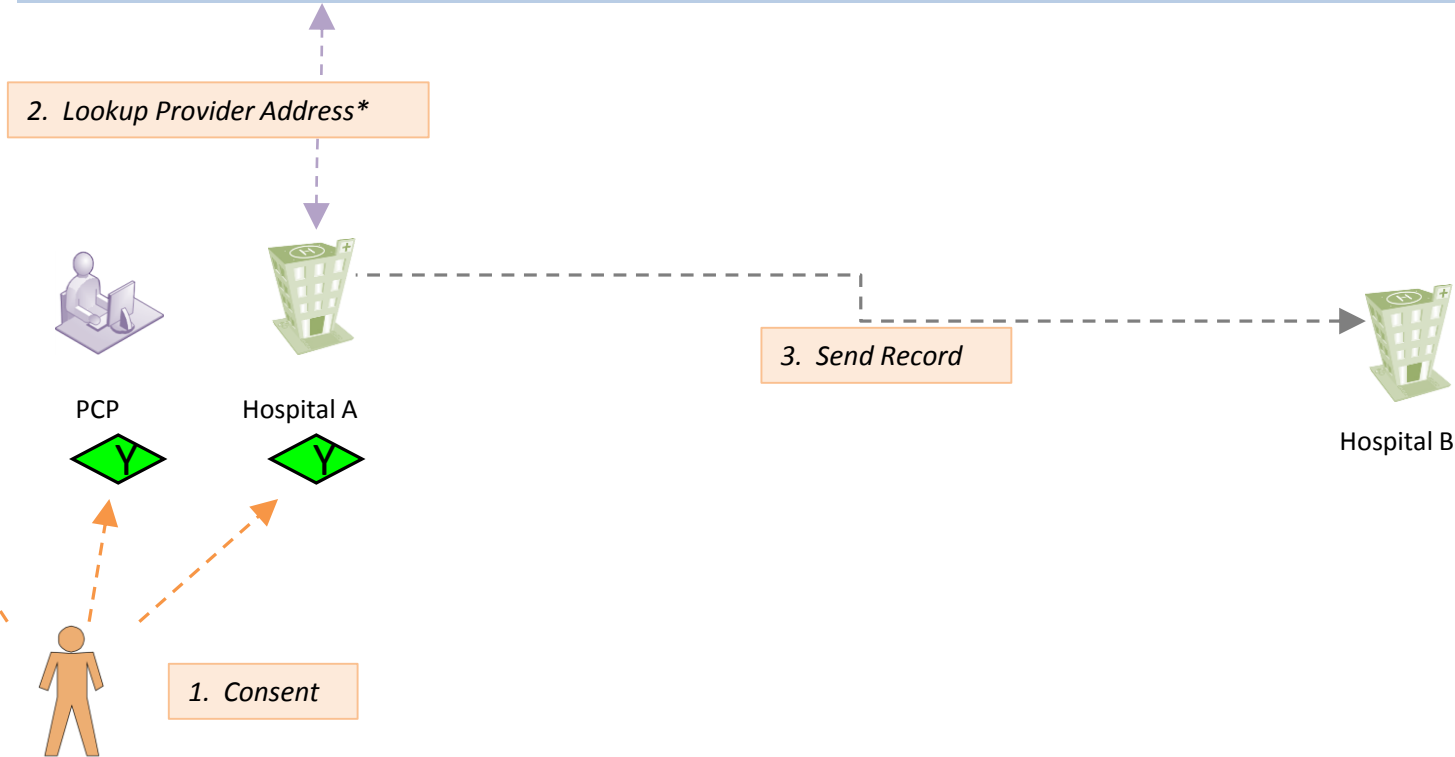 2. Lookup Provider Address*
3. Send Record
PCP
Hospital A
Hospital B
Y
Y
1. Consent